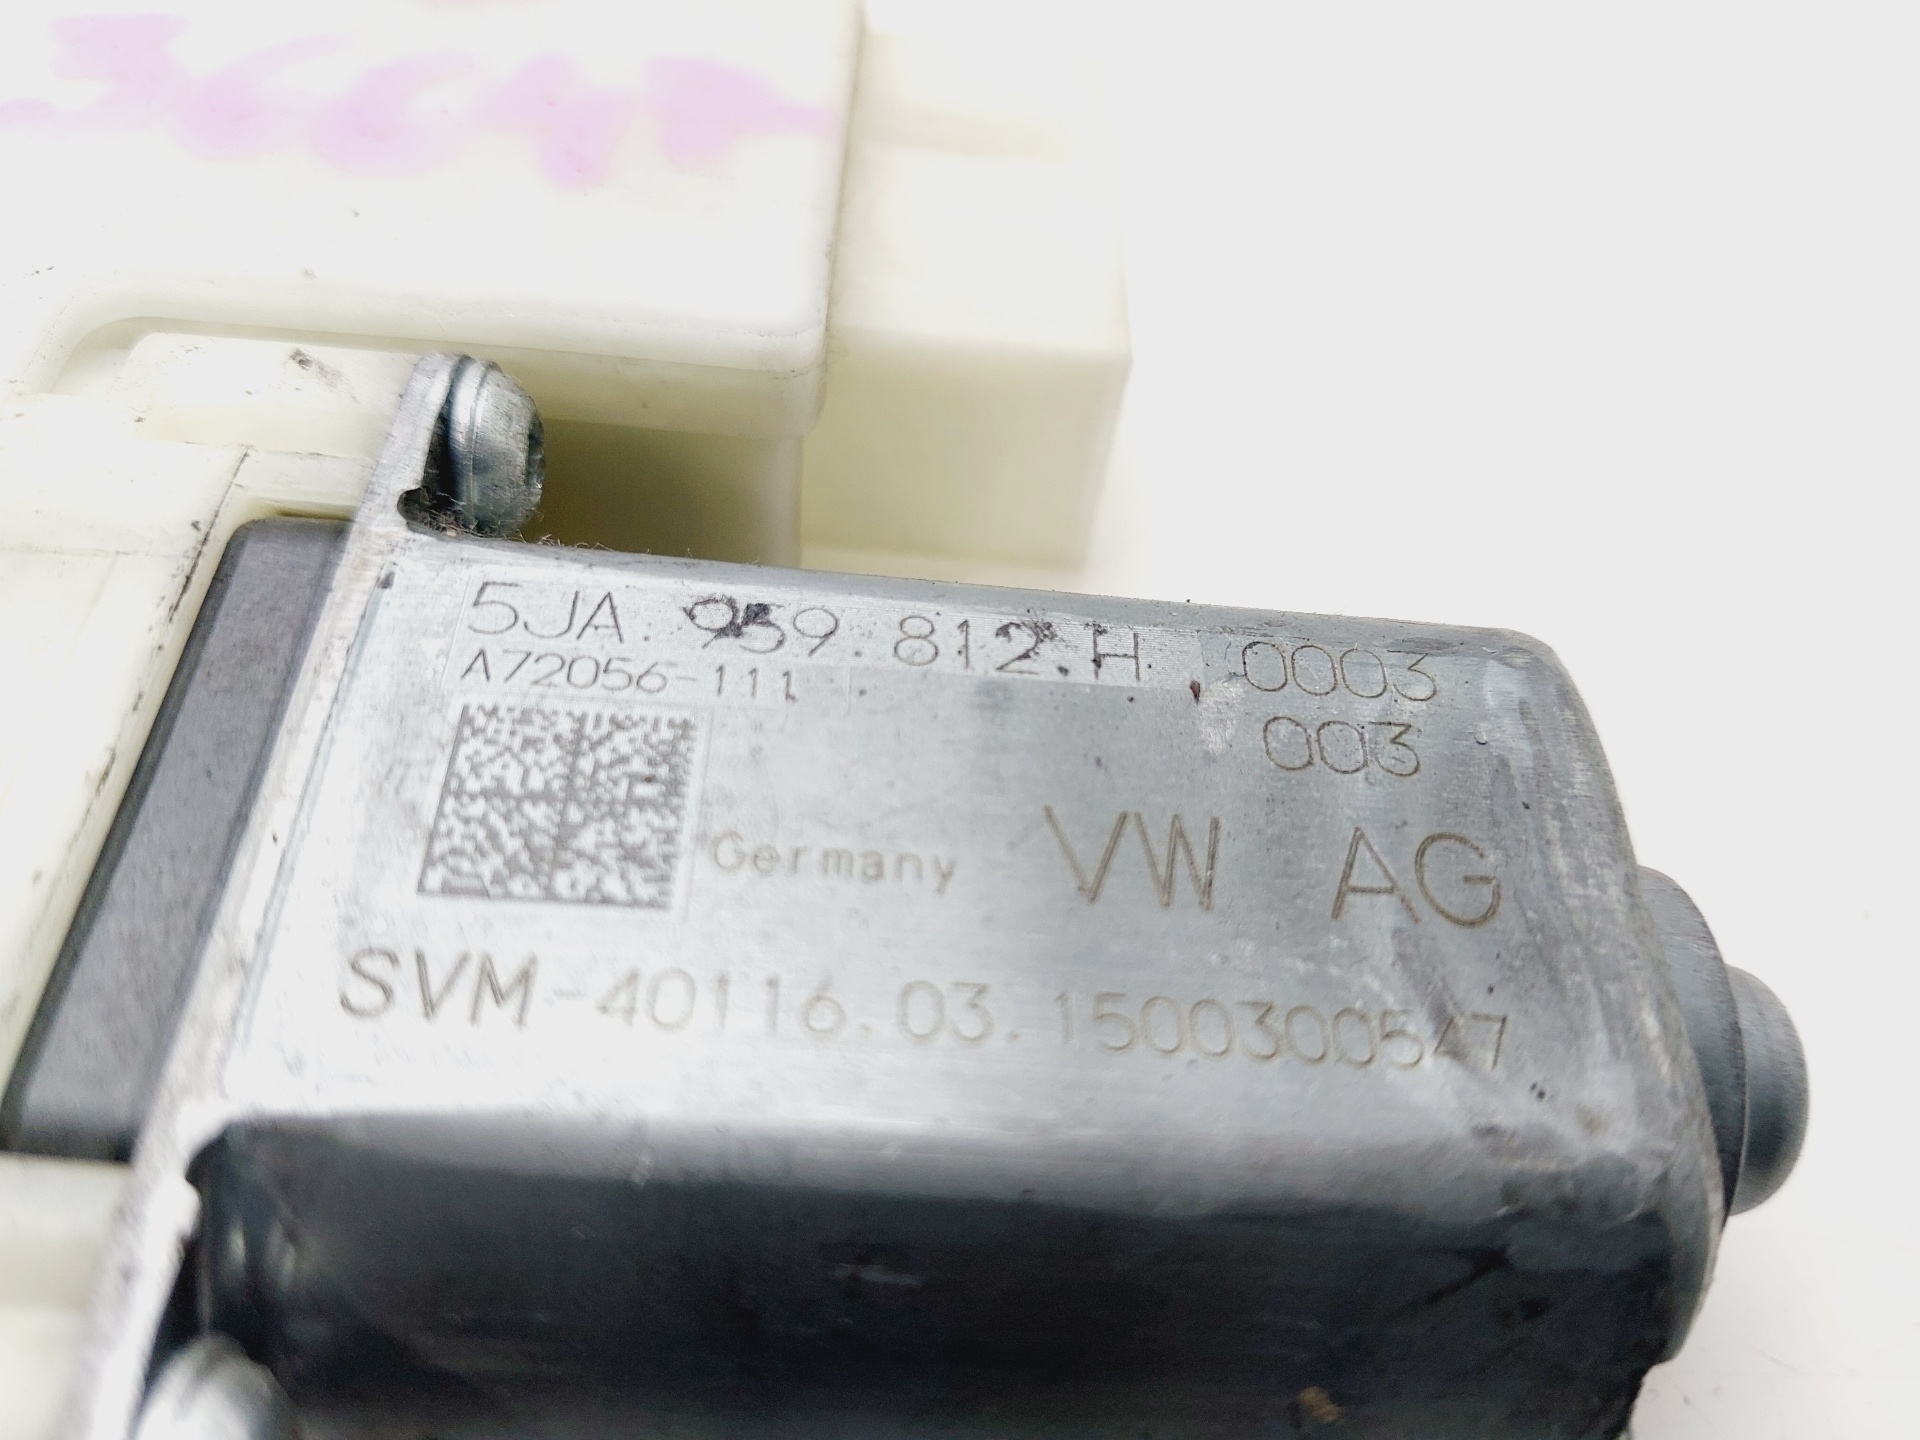 5JA.959.812.H 0003
A72056-111
003
Germany VW AG
SVM-40116.03.1500300547